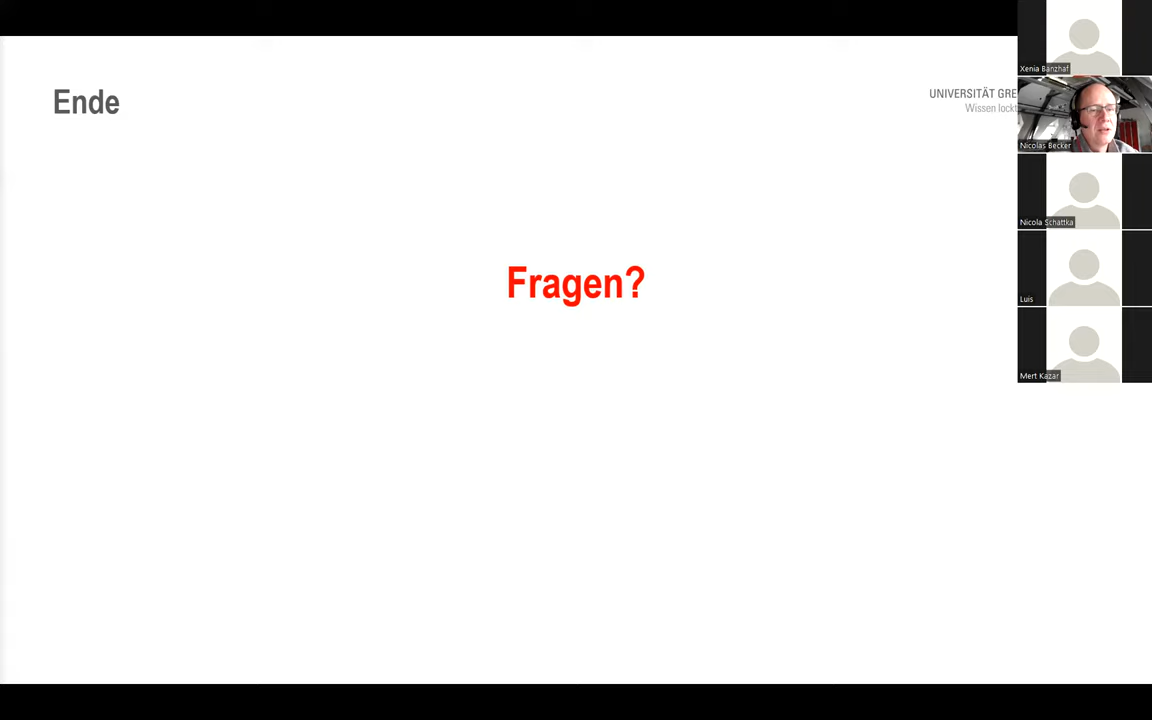 Ende
UNIVERSITÄT GRE
Wissen lockt
Fragen?
Xenia Banzhaf
Nicolas Becker
Nicola Schattka
Luis
Mert Kazar